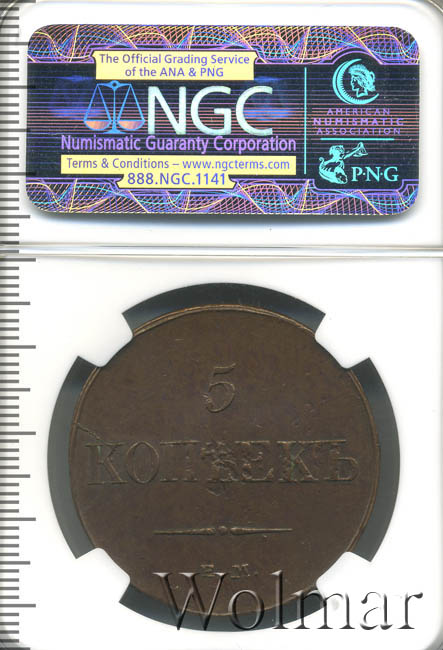 The Official Grading Service
of the ANA & PNG
NGC
Numismatic Guaranty Corporation
Terms & Conditions – www.ngcterms.com
888.NGC.1141
AMERICAN
NUMISMATIC
ASSOCIATION
P·N·G
5
КОПѢЕКЪ
Е. М.
Wolmar